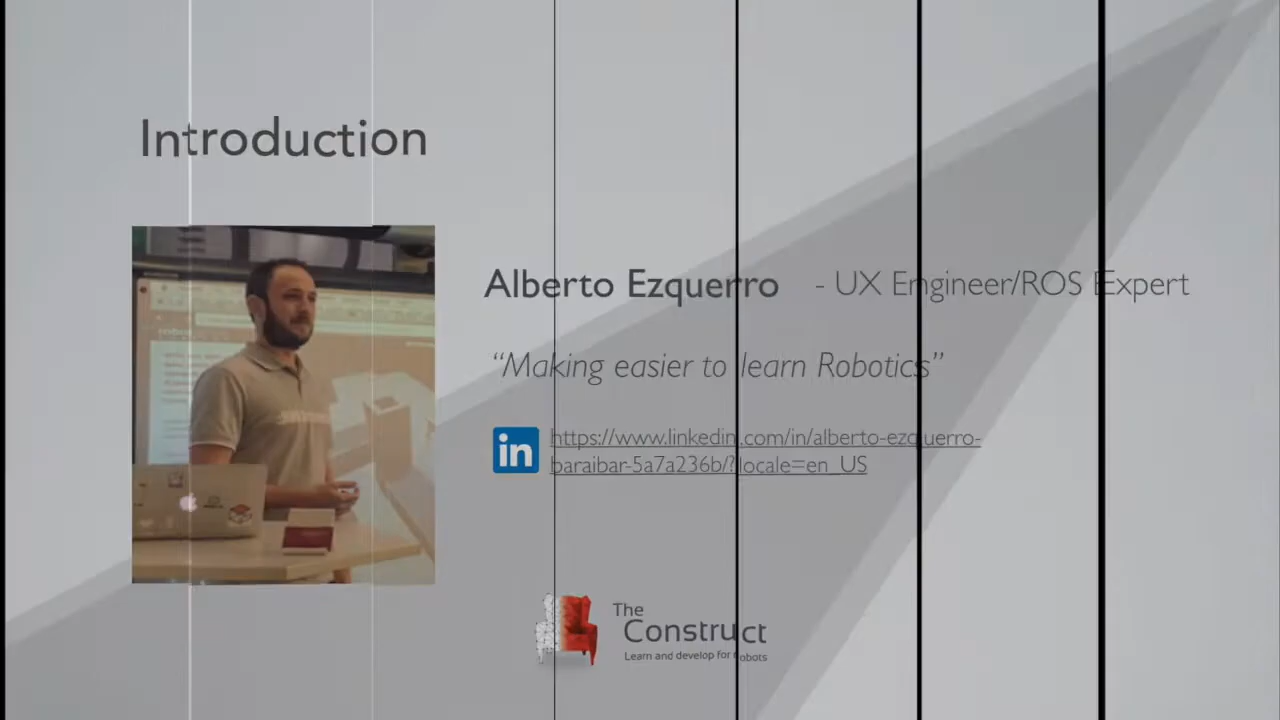 Introduction
Alberto Ezquerro - UX Engineer/ROS Expert
“Making easier to learn Robotics”
in https://www.linkedin.com/in/alberto-ezquerro-
baraibar-5a7a236b/?locale=en_US
The
Construct
Learn and develop for robots